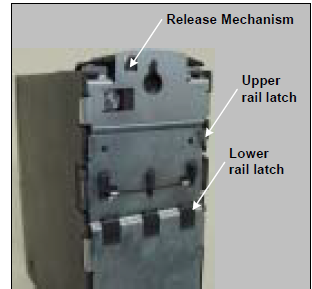 Release Mechanism
Upper
rail latch
Lower
rail latch